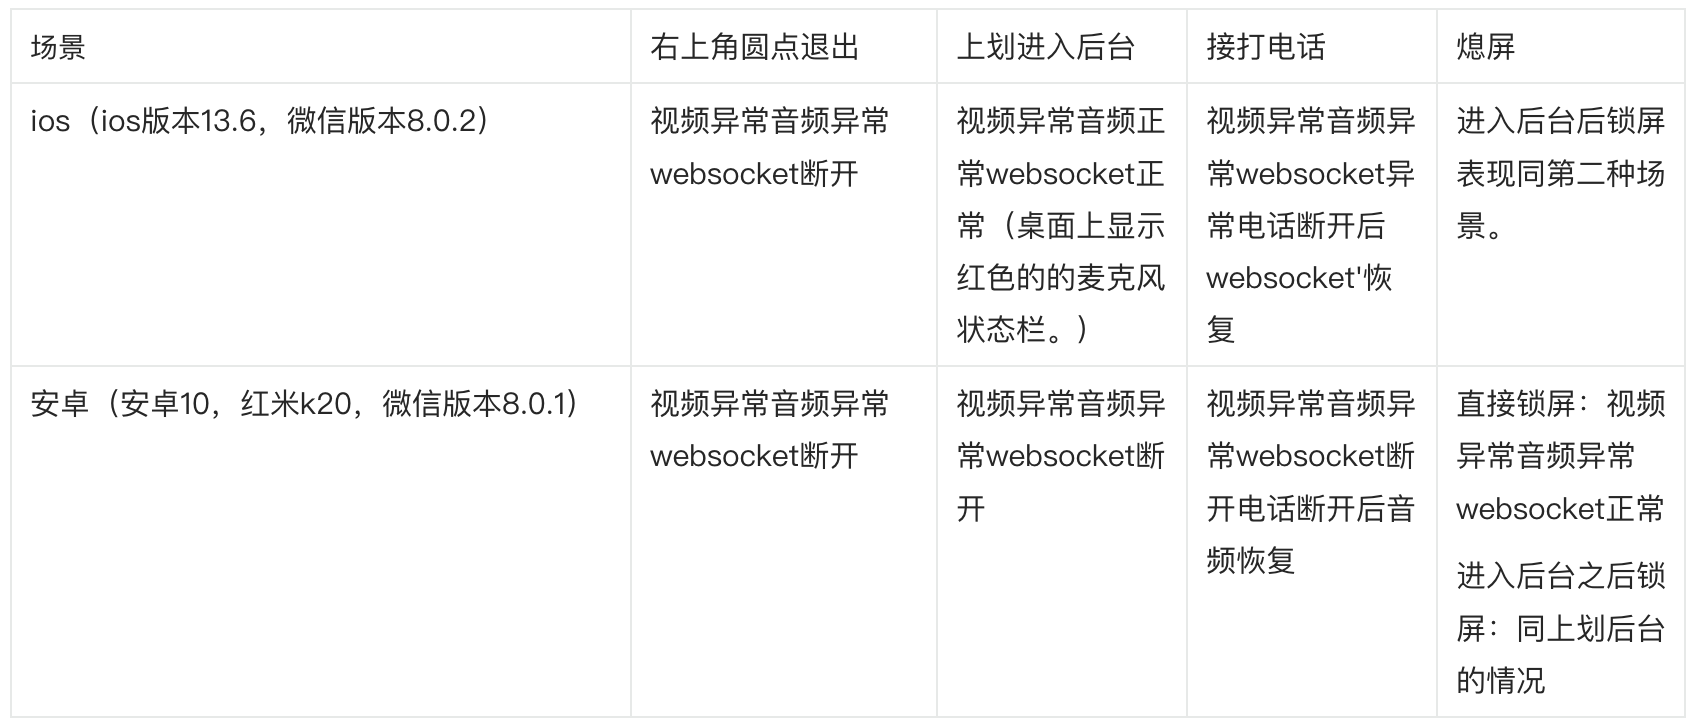 场景
右上角圆点退出
上划进入后台
接打电话
熄屏
ios（ios版本13.6，微信版本8.0.2）
视频异常音频异常
websocket断开
视频异常音频正
常websocket正
常（桌面上显示
红色的的麦克风
状态栏。）
视频异常音频异
常websocket异
常电话断开后
websocket'恢
复
进入后台后锁屏
表现同第二种场
景。
安卓（安卓10，红米k20，微信版本8.0.1）
视频异常音频异常
websocket断开
视频异常音频异
常websocket断
开
视频异常音频异
常websocket断
开电话断开后音
频恢复
直接锁屏：视频
异常音频异常
websocket正常
进入后台之后锁
屏：同上划后台
的情况